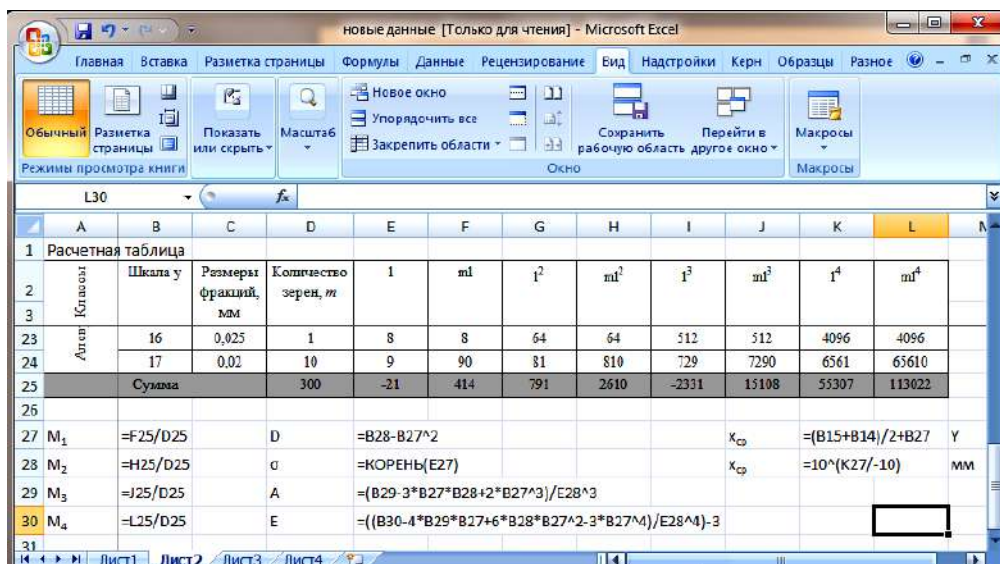 новые данные [Только для чтения] - Microsoft Excel
Главная Вставка Разметка страницы Формулы Данные Рецензирование Вид Надстройки Керн Образцы Разное
Обычный Разметка страницы
Показать или скрыть
Масштаб
Новое окно
Упорядочить все
Закрепить области
Сохранить рабочую область
Перейти в другое окно
Макросы
Режимы просмотра книги Окно Макросы
L30 fx
A B C D E F G H I J K L
1 Расчетная таблица
2 Классы Шкала у Размеры фракций, мм Количество зерен, m 1 m1 1² m1² 1³ m1³ 1⁴ m1⁴
3
23 16 0,025 1 8 8 64 64 512 512 4096 4096
24 17 0,02 10 9 90 81 810 729 7290 6561 65610
25 Сумма 300 -21 414 791 2610 -2331 15108 55307 113022
26
27 M₁ =F25/D25 D =B28-B27^2 xср =(B15+B14)/2+B27 Y
28 M₂ =H25/D25 σ =КОРЕНЬ(E27) xср =10^(K27/-10) мм
29 M₃ =J25/D25 A =(B29-3*B27*B28+2*B27^3)/E28^3
30 M₄ =L25/D25 E =((B30-4*B29*B27+6*B28*B27^2-3*B27^4)/E28^4)-3
31
Лист1 Лист2 Лист3 Лист4